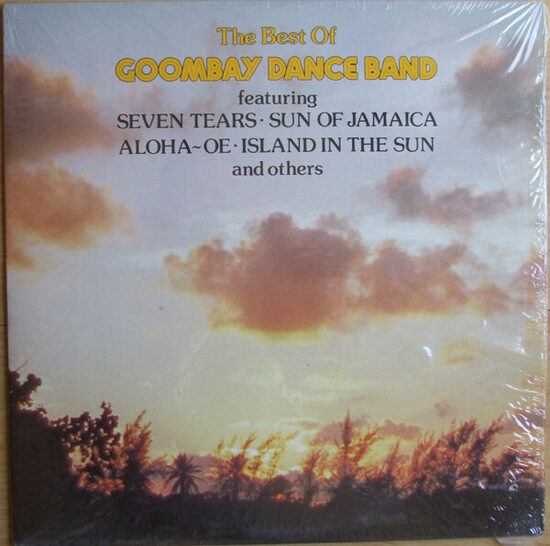 The Best Of
GOOMBAY DANCE BAND
featuring
SEVEN TEARS · SUN OF JAMAICA
ALOHA~OE · ISLAND IN THE SUN
and others